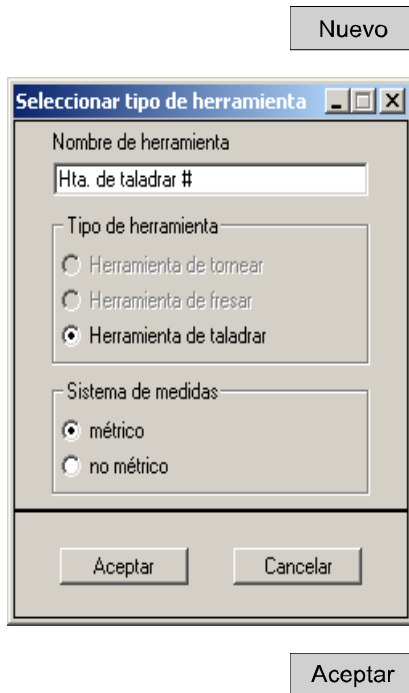 Nuevo
Seleccionar tipo de herramienta
Nombre de herramienta
Hta. de taladrar #
Tipo de herramienta
Herramienta de tornear
Herramienta de fresar
Herramienta de taladrar
Sistema de medidas
métrico
no métrico
Aceptar Cancelar
Aceptar